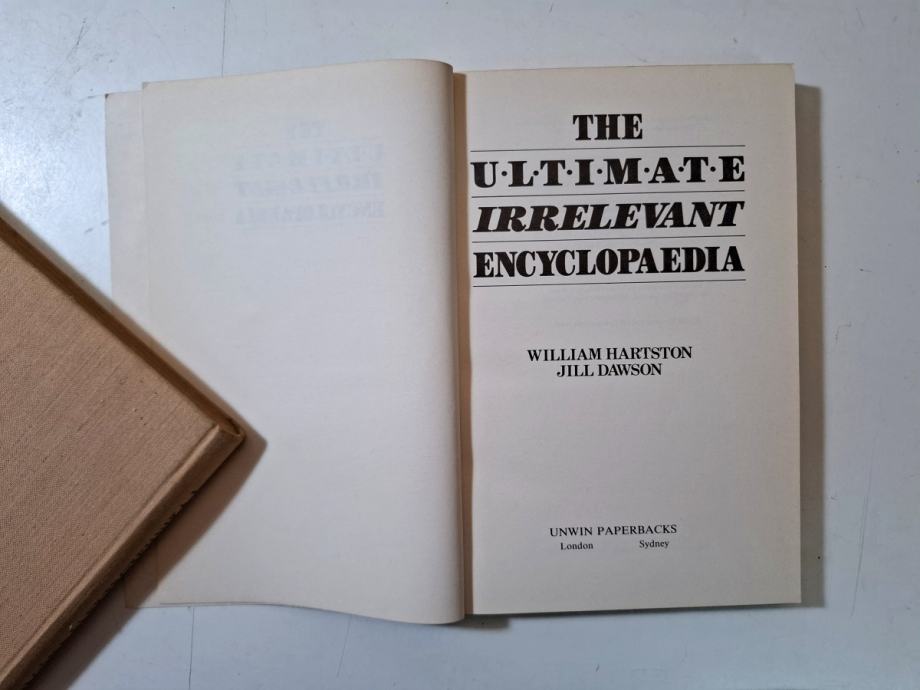 THE
U·L·T·I·M·A·T·E
IRRELEVANT
ENCYCLOPAEDIA
WILLIAM HARTSTON
JILL DAWSON
UNWIN PAPERBACKS
London Sydney